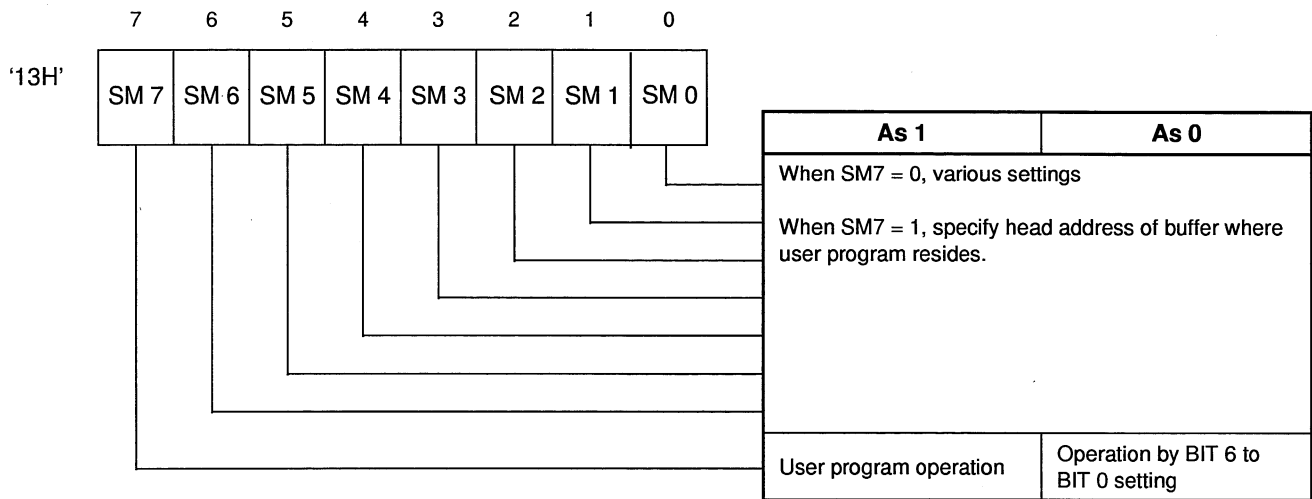 7 6 5 4 3 2 1 0
'13H'
SM 7 SM 6 SM 5 SM 4 SM 3 SM 2 SM 1 SM 0
As 1 As 0
When SM7 = 0, various settings
When SM7 = 1, specify head address of buffer where
user program resides.
User program operation
Operation by BIT 6 to
BIT 0 setting